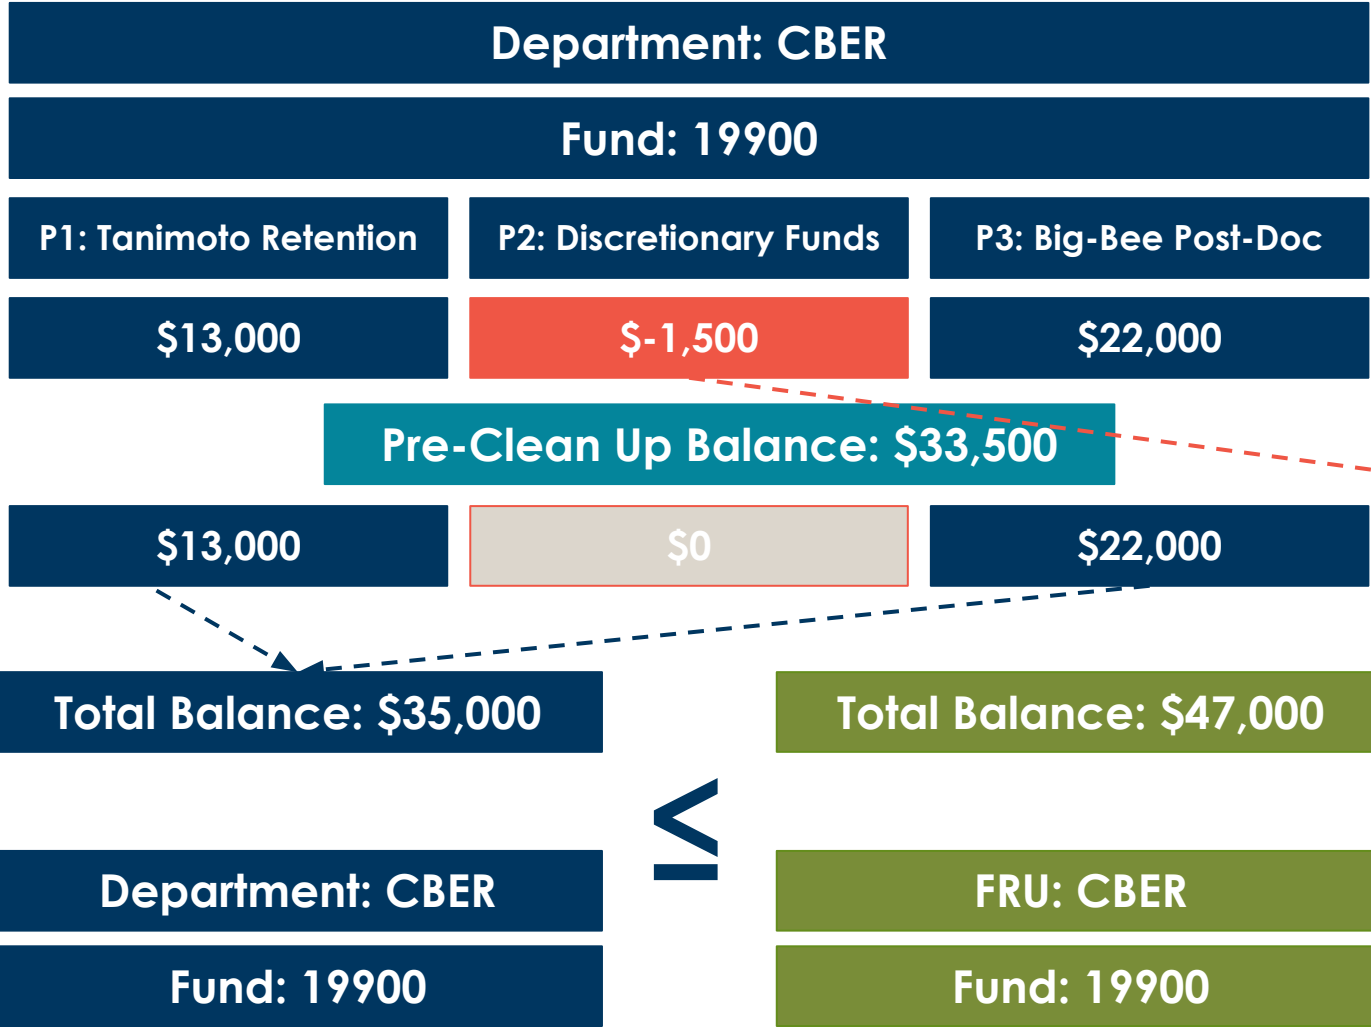 Department: CBER
Fund: 19900
P1: Tanimoto Retention
P2: Discretionary Funds
P3: Big-Bee Post-Doc
$13,000
$-1,500
$22,000
Pre-Clean Up Balance: $33,500
$13,000
$0
$22,000
Total Balance: $35,000
Total Balance: $47,000
≤
Department: CBER
FRU: CBER
Fund: 19900
Fund: 19900